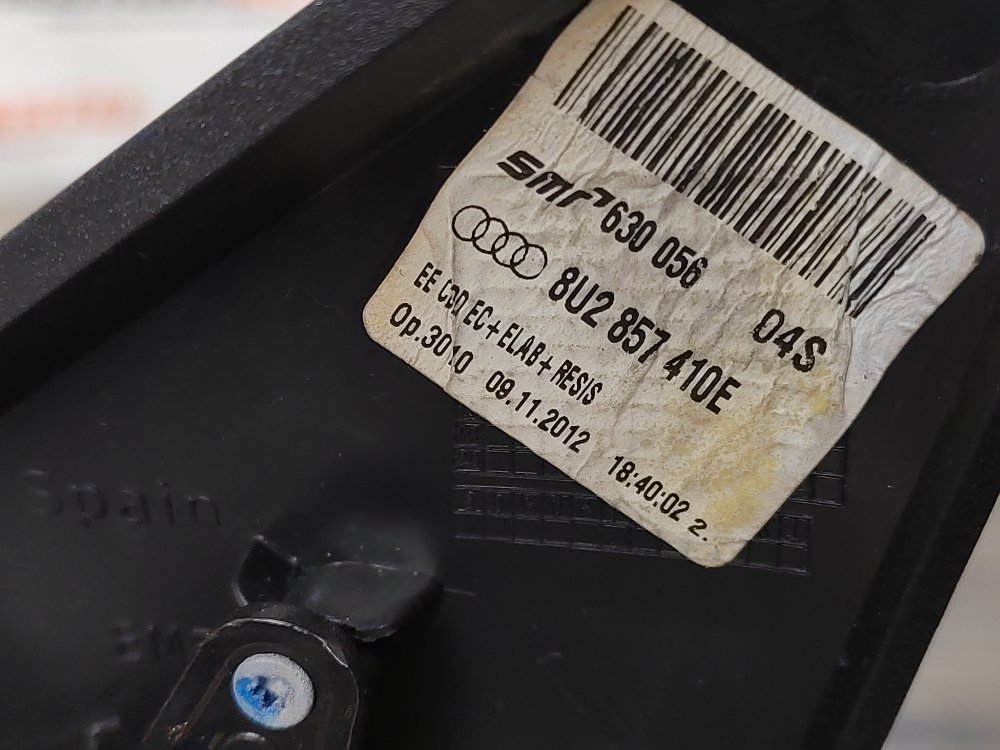 SMR 630 056
8U2 857 410E 04S
EE CDD EC+ELAB+RESIS
Op.3010 09.11.2012 18:40:02 2.
Spain